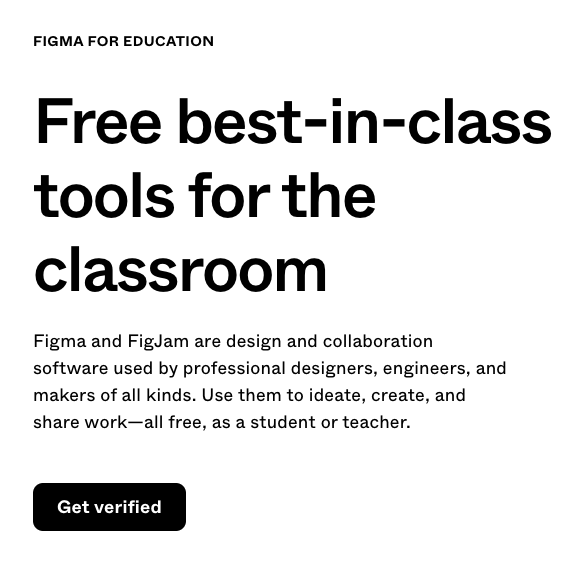 FIGMA FOR EDUCATION
Free best-in-class
tools for the
classroom
Figma and FigJam are design and collaboration
software used by professional designers, engineers, and
makers of all kinds. Use them to ideate, create, and
share work—all free, as a student or teacher.
Get verified